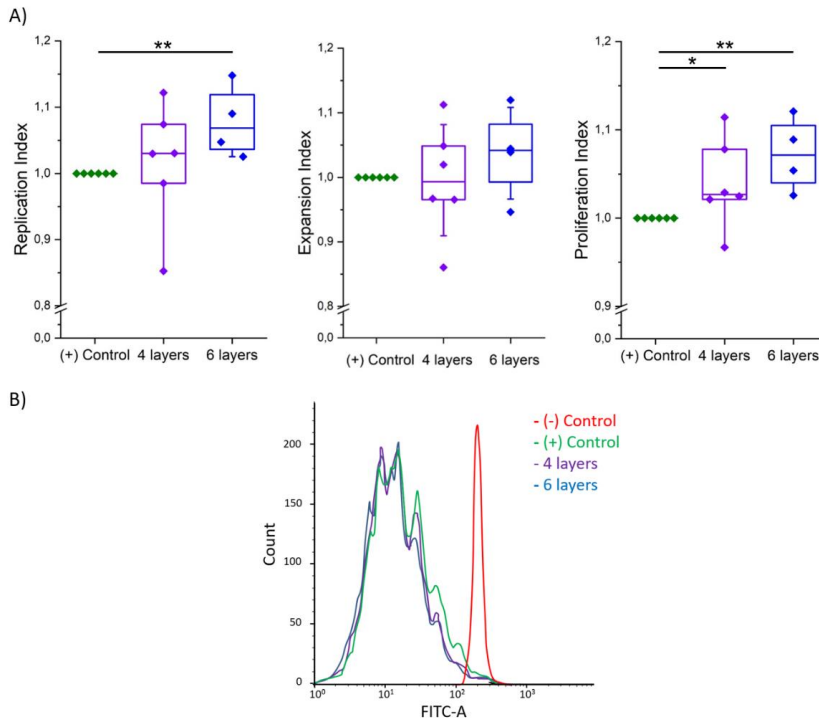 A)
**
1,2
1,1
1,0
0,9
0,8
0,0
Replication Index
(+) Control 4 layers 6 layers
1,2
1,1
1,0
0,9
0,8
0,0
Expansion Index
(+) Control 4 layers 6 layers
**
*
1,2
1,1
1,0
0,9
0,0
Proliferation Index
(+) Control 4 layers 6 layers
B)
- (-) Control
- (+) Control
- 4 layers
- 6 layers
200
150
100
50
0
Count
10⁰ 10¹ 10² 10³
FITC-A